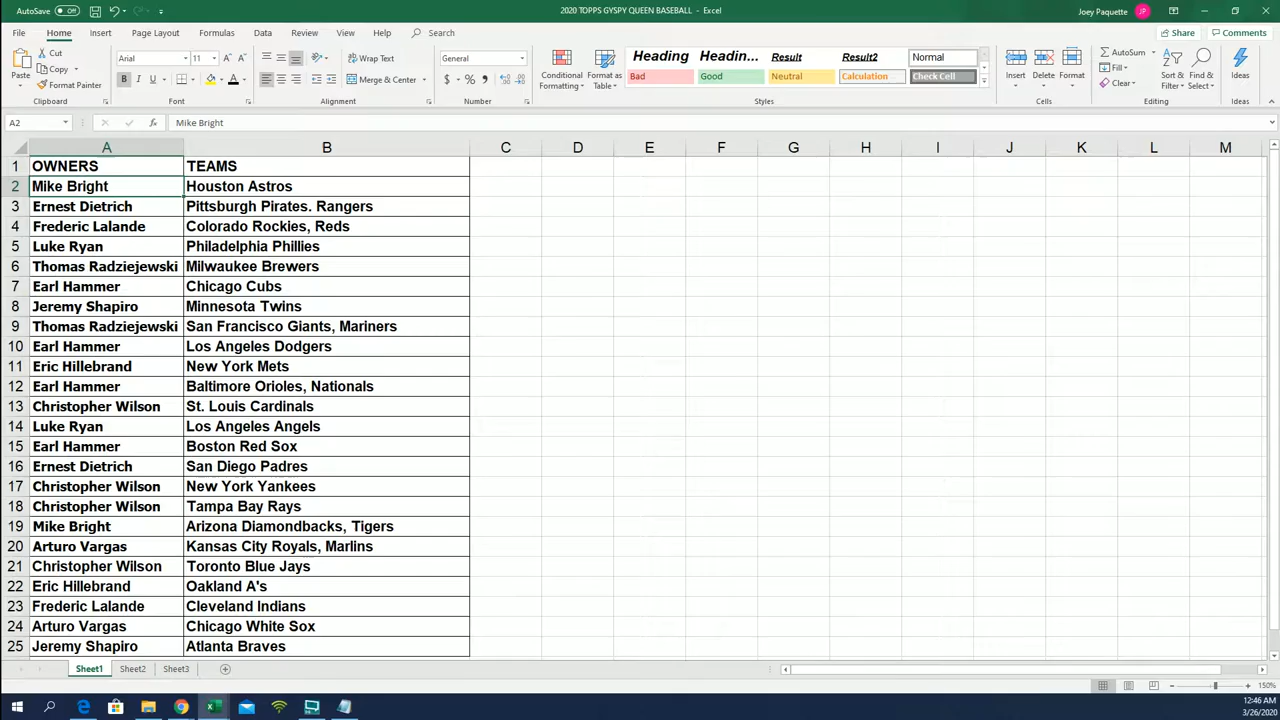 AutoSave Off 2020 TOPPS GYSPY QUEEN BASEBALL - Excel Joey Paquette JP
File Home Insert Page Layout Formulas Data Review View Help Search Share Comments
Paste Cut Copy Format Painter
Clipboard
Arial 11
B I U
Font
Wrap Text
Merge & Center
Alignment
General
$ % ,
Number
Conditional Formatting
Format as Table
Heading Headin... Result Result2 Normal
Bad Good Neutral Calculation Check Cell
Styles
Insert Delete Format
Cells
AutoSum
Fill
Clear
Sort & Filter
Find & Select
Editing
Ideas
Ideas
A2 fx Mike Bright
A B C D E F G H I J K L M
1 OWNERS TEAMS
2 Mike Bright Houston Astros
3 Ernest Dietrich Pittsburgh Pirates. Rangers
4 Frederic Lalande Colorado Rockies, Reds
5 Luke Ryan Philadelphia Phillies
6 Thomas Radziejewski Milwaukee Brewers
7 Earl Hammer Chicago Cubs
8 Jeremy Shapiro Minnesota Twins
9 Thomas Radziejewski San Francisco Giants, Mariners
10 Earl Hammer Los Angeles Dodgers
11 Eric Hillebrand New York Mets
12 Earl Hammer Baltimore Orioles, Nationals
13 Christopher Wilson St. Louis Cardinals
14 Luke Ryan Los Angeles Angels
15 Earl Hammer Boston Red Sox
16 Ernest Dietrich San Diego Padres
17 Christopher Wilson New York Yankees
18 Christopher Wilson Tampa Bay Rays
19 Mike Bright Arizona Diamondbacks, Tigers
20 Arturo Vargas Kansas City Royals, Marlins
21 Christopher Wilson Toronto Blue Jays
22 Eric Hillebrand Oakland A's
23 Frederic Lalande Cleveland Indians
24 Arturo Vargas Chicago White Sox
25 Jeremy Shapiro Atlanta Braves
Sheet1 Sheet2 Sheet3
150%
12:46 AM
3/26/2020